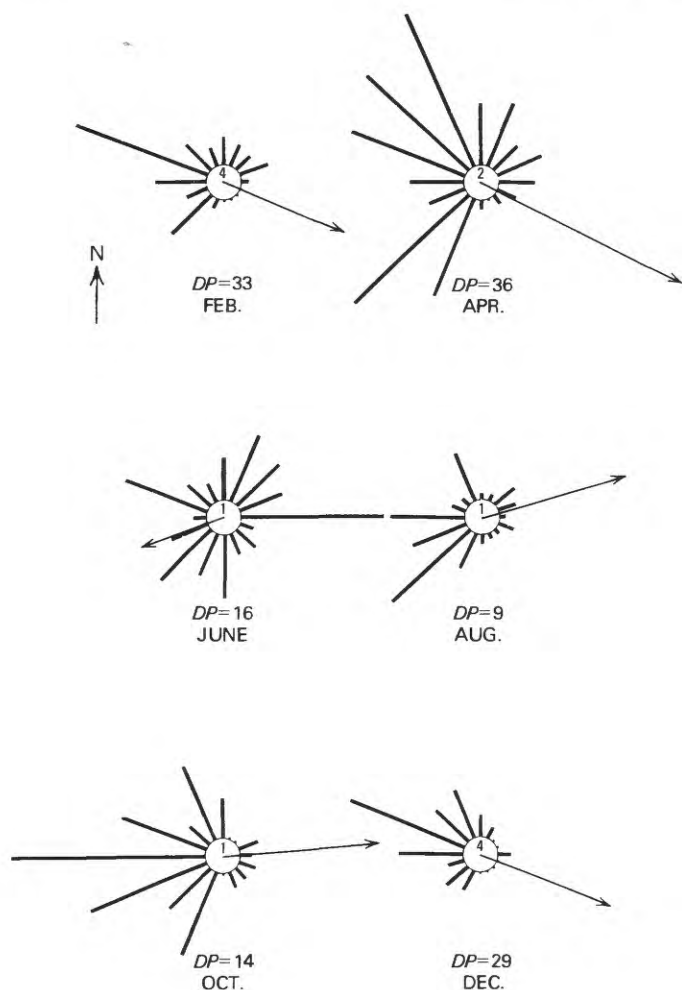 4
2
N
DP=33
FEB.
DP=36
APR.
1
1
DP=16
JUNE
DP=9
AUG.
1
4
DP=14
OCT.
DP=29
DEC.